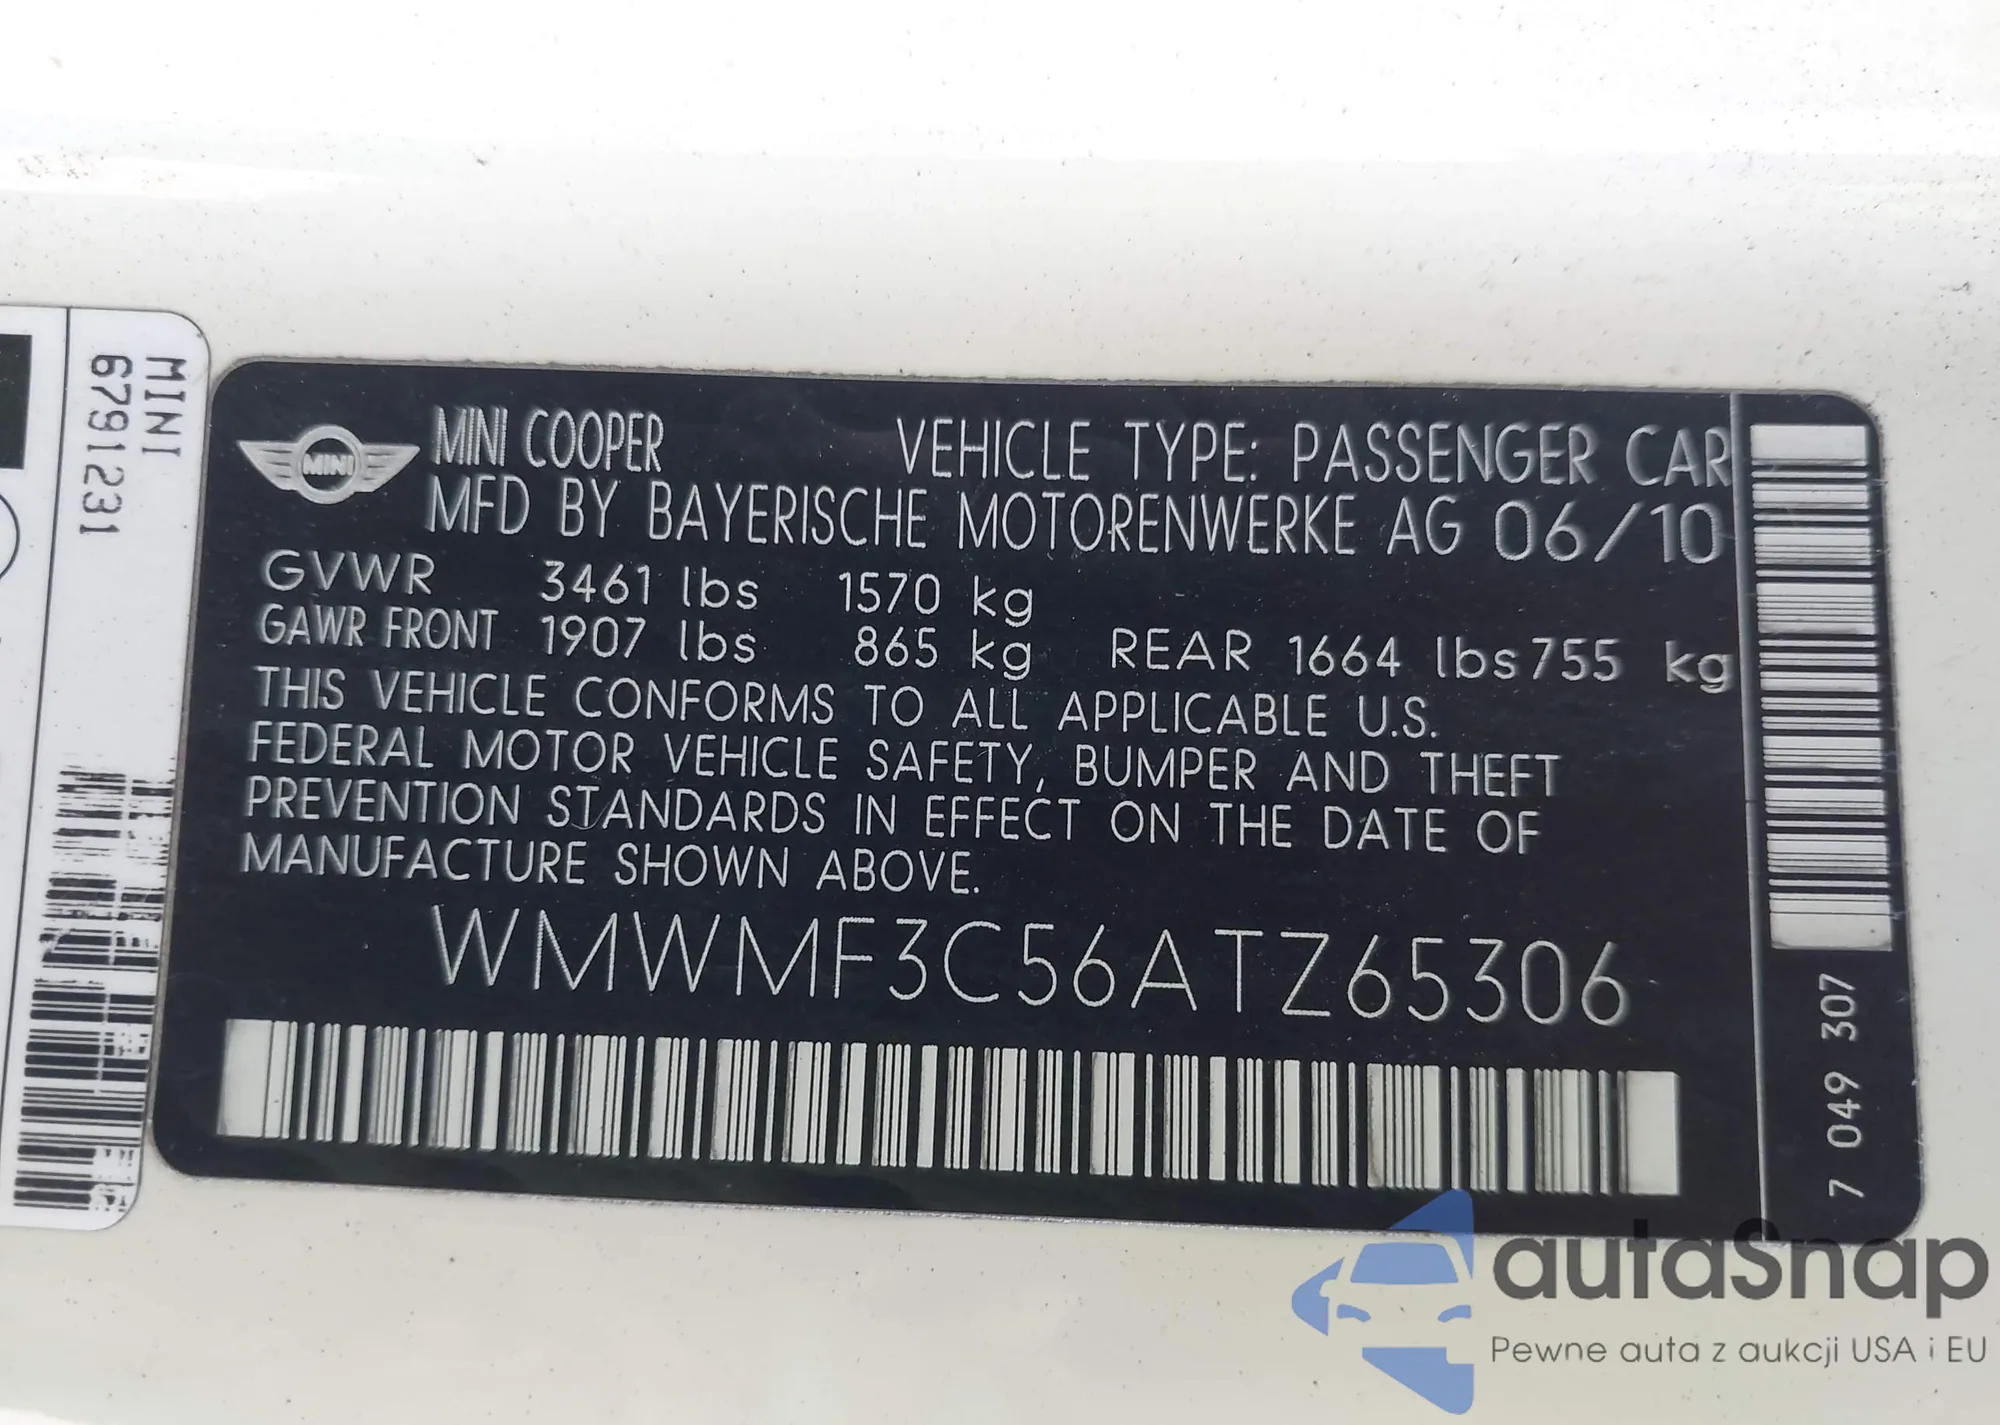 MINI
6791231
MINI
MINI COOPER VEHICLE TYPE: PASSENGER CAR
MFD BY BAYERISCHE MOTORENWERKE AG 06/10
GVWR 3461 lbs 1570 kg
GAWR FRONT 1907 lbs 865 kg REAR 1664 lbs 755 kg
THIS VEHICLE CONFORMS TO ALL APPLICABLE U.S.
FEDERAL MOTOR VEHICLE SAFETY, BUMPER AND THEFT
PREVENTION STANDARDS IN EFFECT ON THE DATE OF
MANUFACTURE SHOWN ABOVE.
WMWMF3C56ATZ65306
7 049 307
autaSnap
Pewne auta z aukcji USA i EU